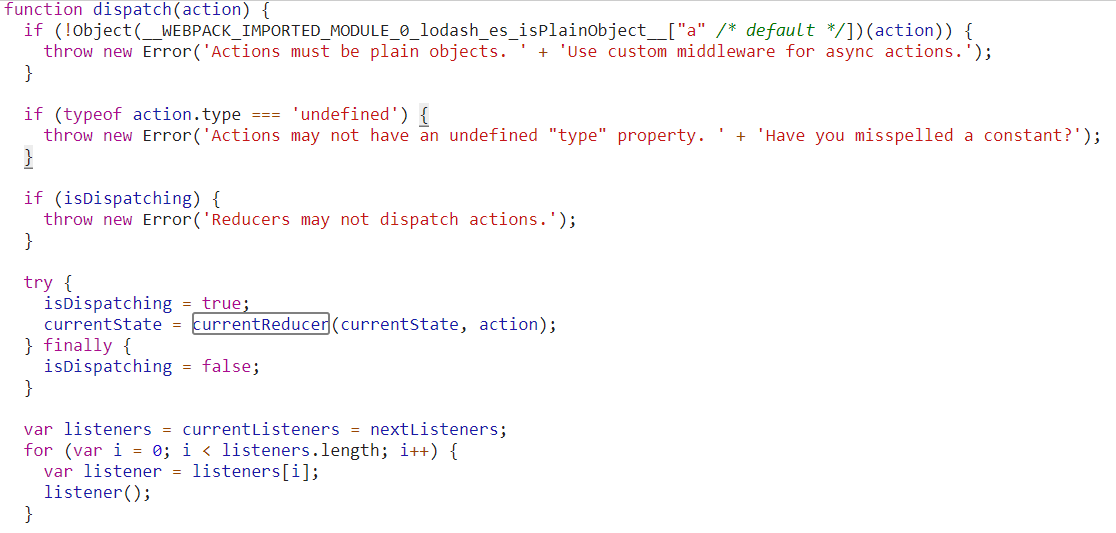 function dispatch(action) {
  if (!Object(__WEBPACK_IMPORTED_MODULE_0_lodash_es_isPlainObject__["a" /* default */])(action)) {
    throw new Error('Actions must be plain objects. ' + 'Use custom middleware for async actions.');
  }

  if (typeof action.type === 'undefined') {
    throw new Error('Actions may not have an undefined "type" property. ' + 'Have you misspelled a constant?');
  }

  if (isDispatching) {
    throw new Error('Reducers may not dispatch actions.');
  }

  try {
    isDispatching = true;
    currentState = currentReducer(currentState, action);
  } finally {
    isDispatching = false;
  }

  var listeners = currentListeners = nextListeners;
  for (var i = 0; i < listeners.length; i++) {
    var listener = listeners[i];
    listener();
  }